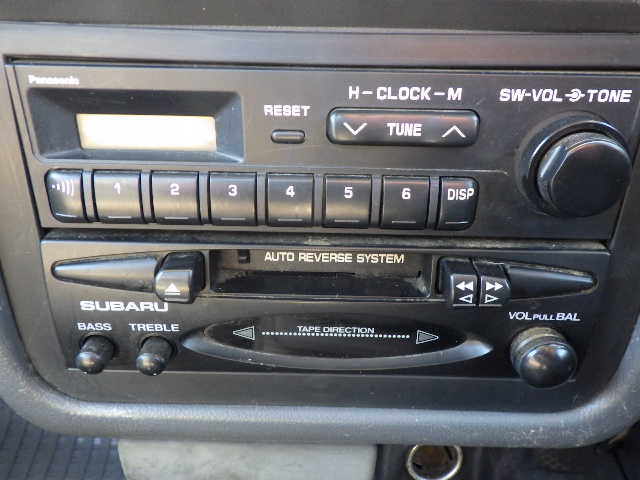 Panasonic
RESET
H-CLOCK-M
SW-VOL TONE
TUNE
1 2 3 4 5 6 DISP
AUTO REVERSE SYSTEM
SUBARU
BASS TREBLE
TAPE DIRECTION
VOL PULL BAL